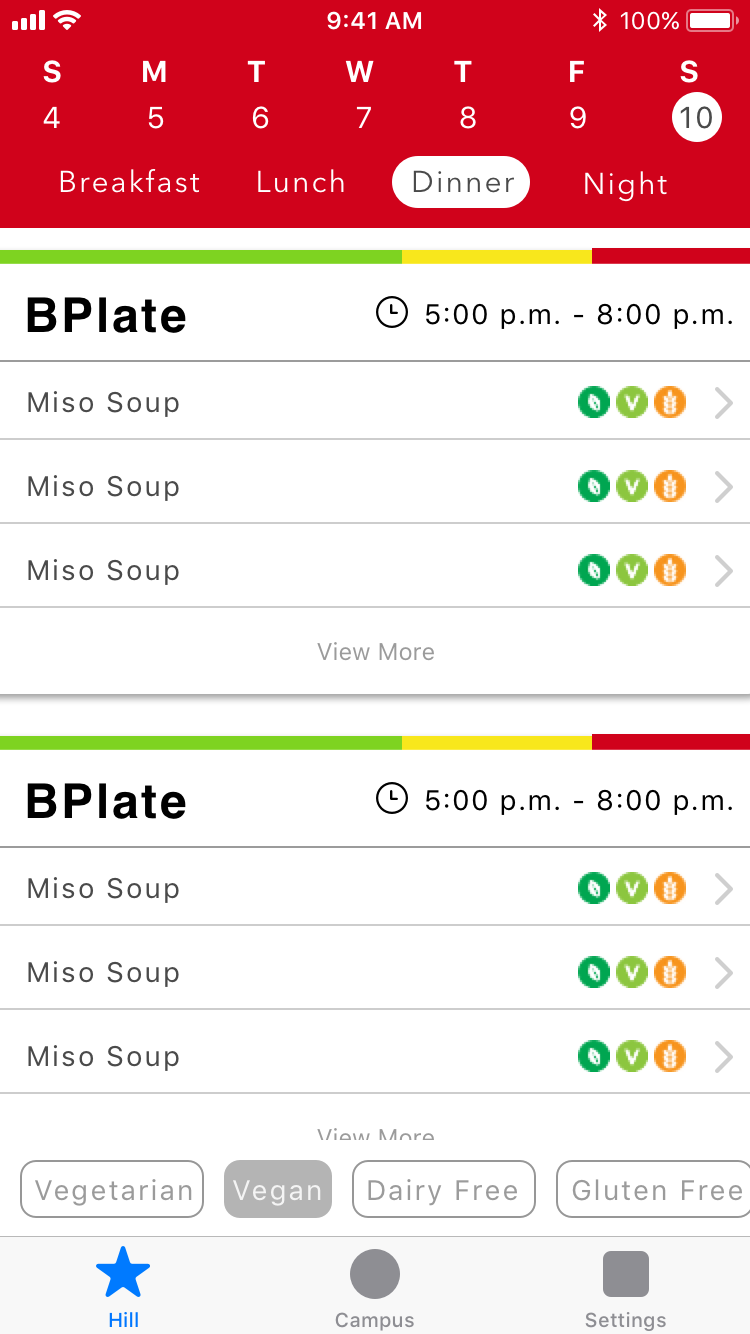 9:41 AM 100%
S M T W T F S
4 5 6 7 8 9 10
Breakfast Lunch Dinner Night
BPlate 5:00 p.m. - 8:00 p.m.
Miso Soup V
Miso Soup V
Miso Soup V
View More
BPlate 5:00 p.m. - 8:00 p.m.
Miso Soup V
Miso Soup V
Miso Soup V
View More
Vegetarian Vegan Dairy Free Gluten Free
Hill Campus Settings